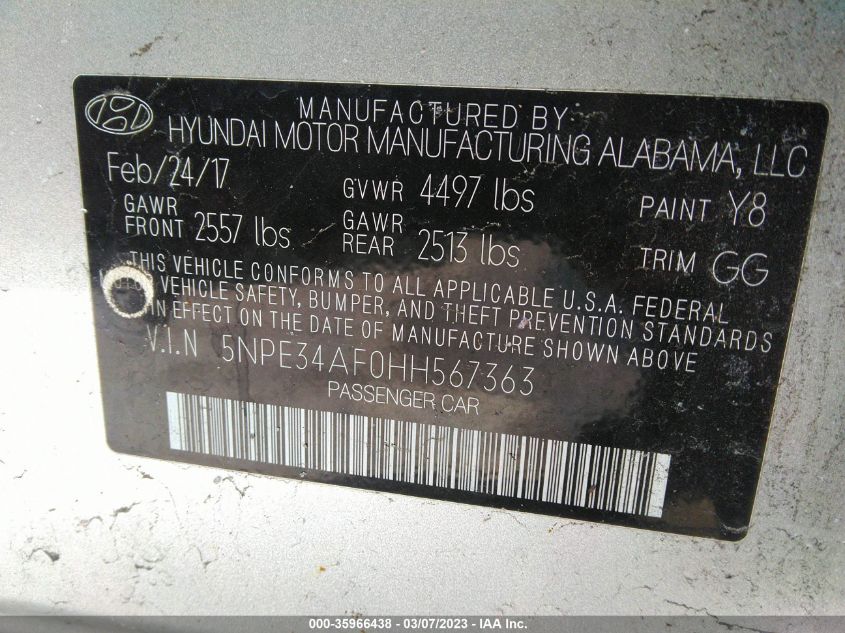 MANUFACTURED BY:
HYUNDAI MOTOR MANUFACTURING ALABAMA, LLC
Feb/24/17 GVWR 4497 lbs PAINT Y8
GAWR FRONT 2557 lbs GAWR REAR 2513 lbs TRIM GG
THIS VEHICLE CONFORMS TO ALL APPLICABLE U.S.A. FEDERAL
VEHICLE SAFETY, BUMPER, AND THEFT PREVENTION STANDARDS
IN EFFECT ON THE DATE OF MANUFACTURE SHOWN ABOVE
V.I.N 5NPE34AF0HH567363
PASSENGER CAR
000-35966438 - 03/07/2023 - IAA Inc.